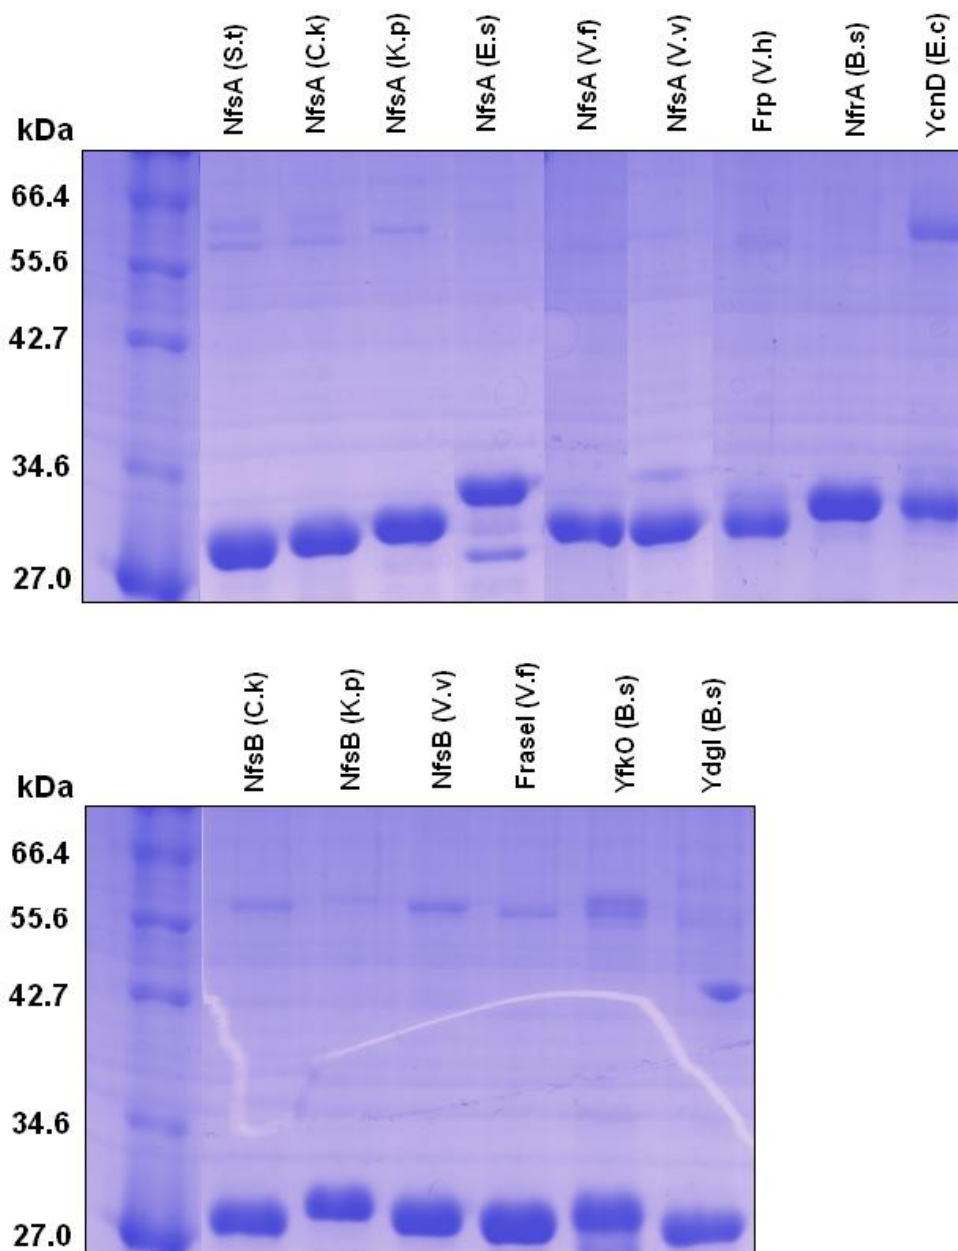 NfsA (S.t)
NfsA (C.k)
NfsA (K.p)
NfsA (E.s)
NfsA (V.f)
NfsA (V.v)
Frp (V.h)
NfrA (B.s)
YcnD (E.c)
kDa
66.4
55.6
42.7
34.6
27.0
NfsB (C.k)
NfsB (K.p)
NfsB (V.v)
FraseI (V.f)
YfkO (B.s)
YdgI (B.s)
kDa
66.4
55.6
42.7
34.6
27.0